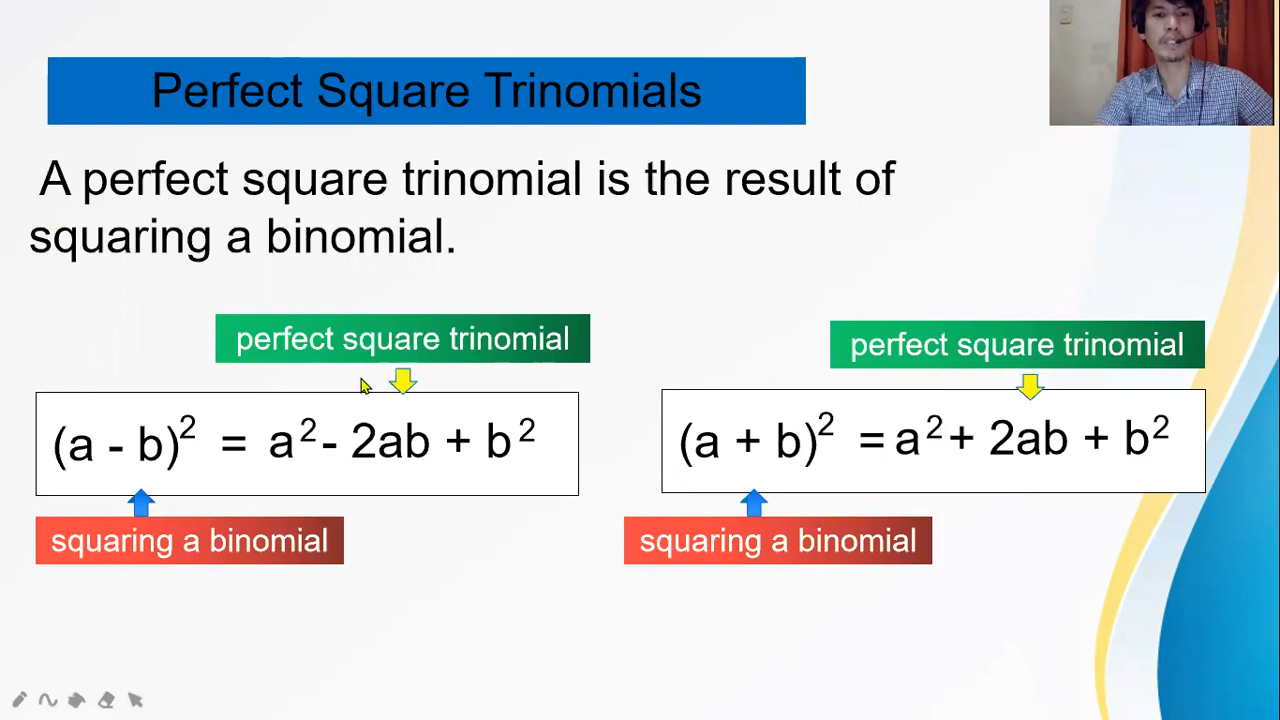 Perfect Square Trinomials
A perfect square trinomial is the result of
squaring a binomial.
perfect square trinomial
(a - b)² = a² - 2ab + b²
squaring a binomial
perfect square trinomial
(a + b)² = a² + 2ab + b²
squaring a binomial